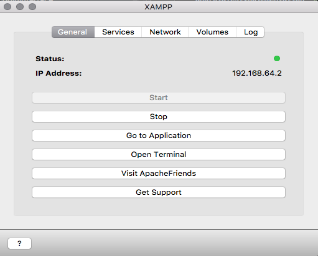 XAMPP
General Services Network Volumes Log
Status:
IP Address: 192.168.64.2
Start
Stop
Go to Application
Open Terminal
Visit ApacheFriends
Get Support
?